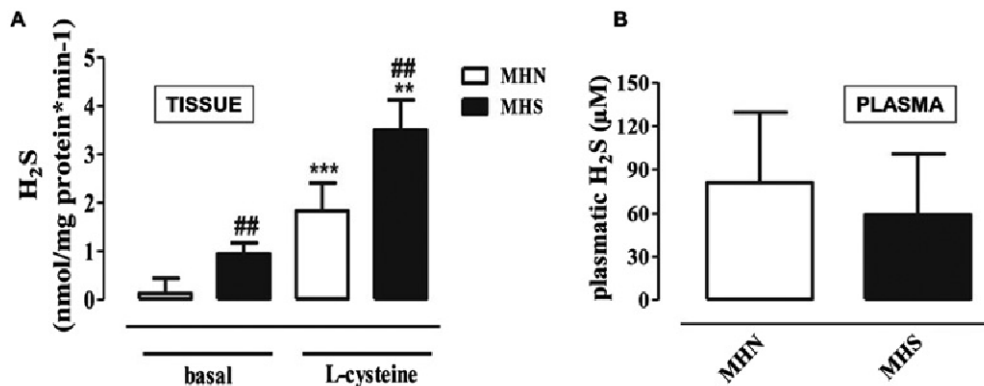 A
H₂S
(nmol/mg protein*min-1)
5
4
3
2
1
0
TISSUE
##
***
##
**
basal
L-cysteine
MHN
MHS
B
plasmatic H₂S (μM)
150
120
90
60
30
0
PLASMA
MHN
MHS